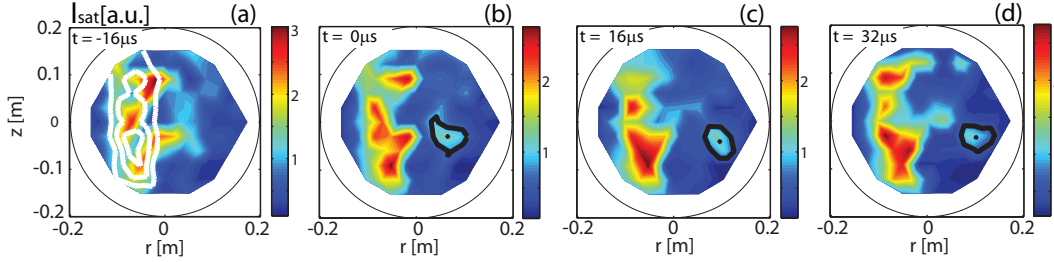 I_sat[a.u.] (a) (b) (c) (d)
t = -16μs t = 0μs t = 16μs t = 32μs
0.2 3
0.1 2 2 2
z [m] 0
-0.1 1 1 1 1
-0.2
-0.2 0 0.2 -0.2 0 0.2 -0.2 0 0.2 -0.2 0 0.2
r [m] r [m] r [m] r [m]